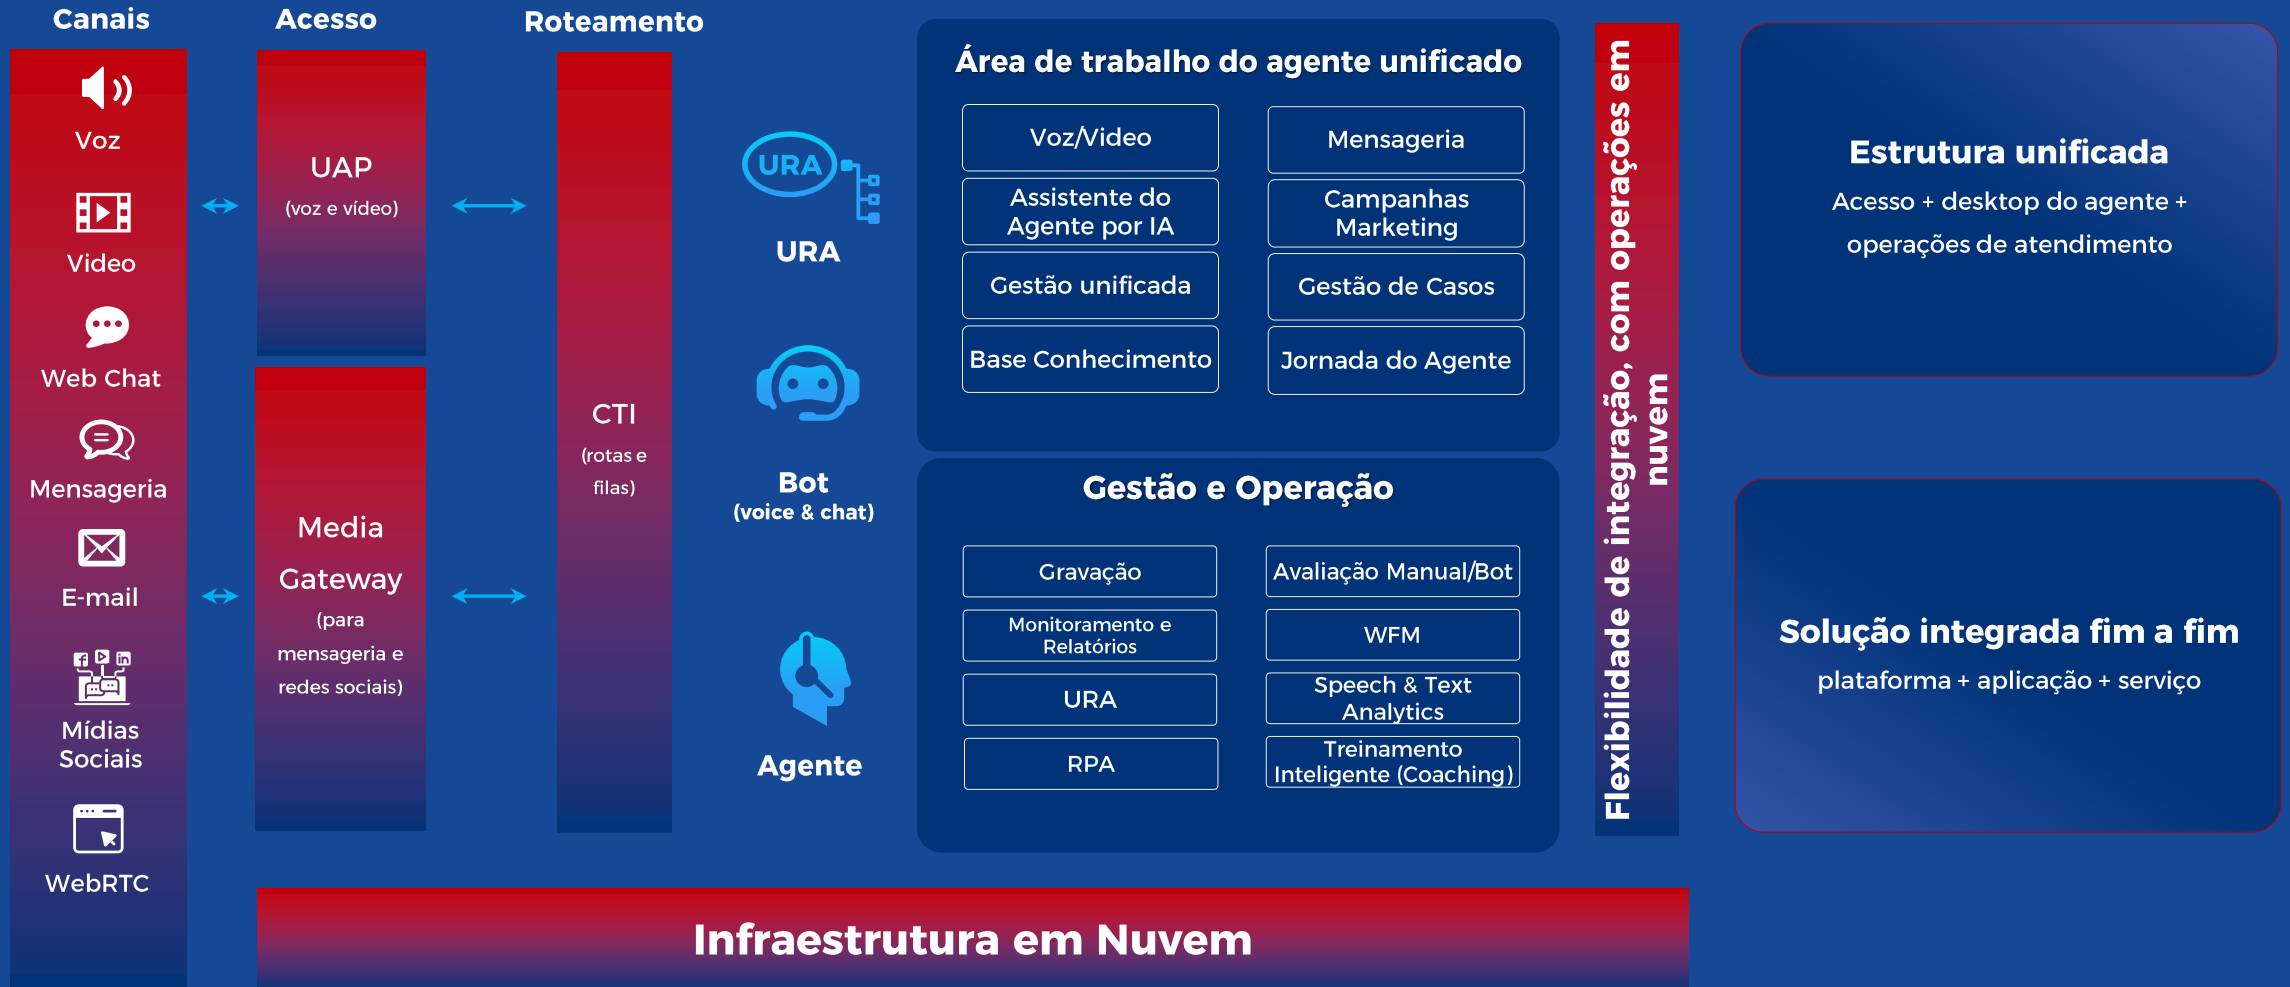 Canais
Voz
Video
Web Chat
Mensageria
E-mail
Mídias
Sociais
WebRTC
Acesso
UAP
(voz e vídeo)
Media
Gateway
(para
mensageria e
redes sociais)
Roteamento
CTI
(rotas e
filas)
URA
URA
Bot
(voice & chat)
Agente
Área de trabalho do agente unificado
Voz/Video
Mensageria
Assistente do
Agente por IA
Campanhas
Marketing
Gestão unificada
Gestão de Casos
Base Conhecimento
Jornada do Agente
Gestão e Operação
Gravação
Avaliação Manual/Bot
Monitoramento e
Relatórios
WFM
URA
Speech & Text
Analytics
RPA
Treinamento
Inteligente (Coaching)
Flexibilidade de integração, com operações em
nuvem
Estrutura unificada
Acesso + desktop do agente +
operações de atendimento
Solução integrada fim a fim
plataforma + aplicação + serviço
Infraestrutura em Nuvem